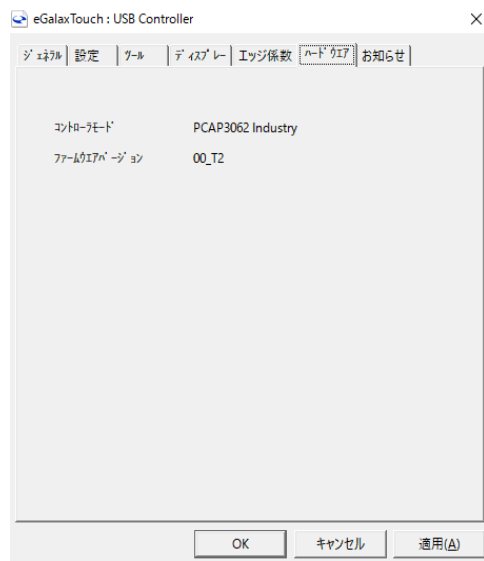 eGalaxTouch : USB Controller
ｼﾞｪﾈﾗﾙ 設定 ﾂｰﾙ ﾃﾞｨｽﾌﾟﾚｰ エッジ係数 ﾊｰﾄﾞｳｴｱ お知らせ
ｺﾝﾄﾛｰﾗﾓｰﾄﾞ PCAP3062 Industry
ﾌｧｰﾑｳｴｱﾊﾞｰｼﾞｮﾝ 00_T2
OK キャンセル 適用(A)